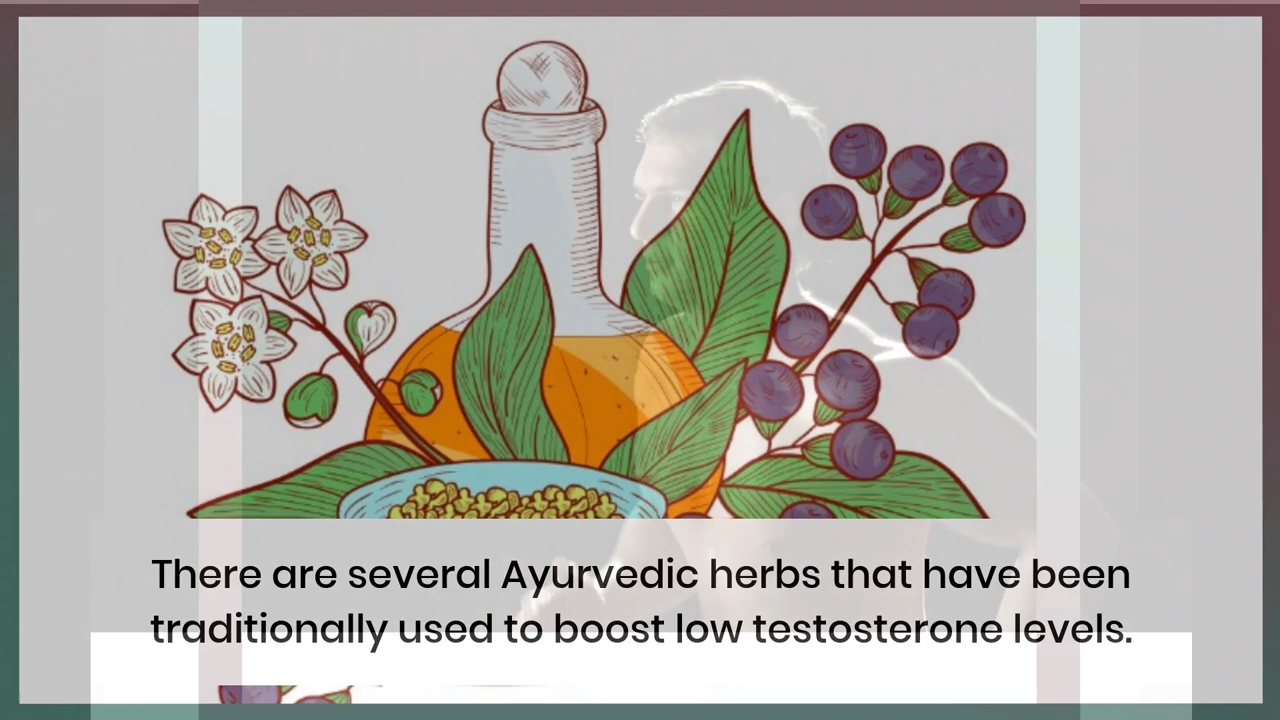 There are several Ayurvedic herbs that have been
traditionally used to boost low testosterone levels.